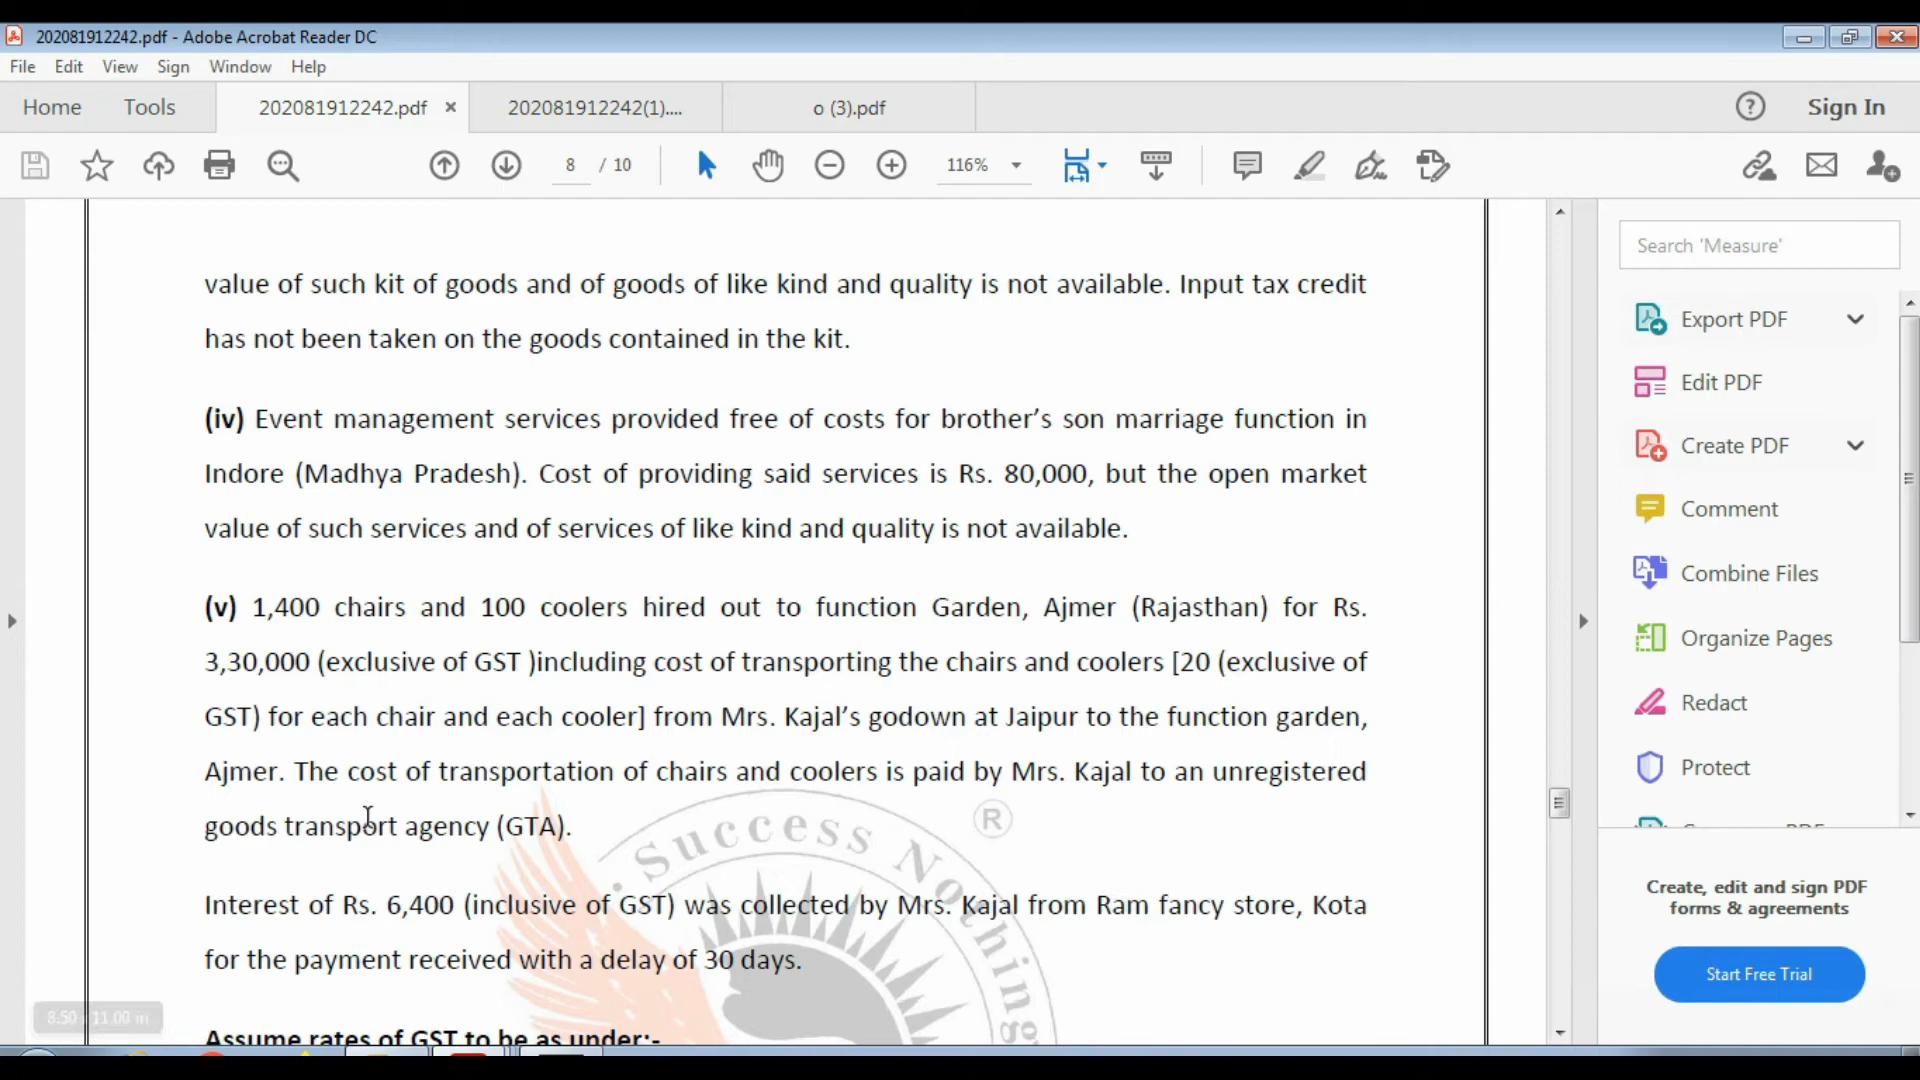 202081912242.pdf - Adobe Acrobat Reader DC
File Edit View Sign Window Help
Home Tools 202081912242.pdf × 202081912242(1).... o (3).pdf Sign In
8 / 10 116%
value of such kit of goods and of goods of like kind and quality is not available. Input tax credit
has not been taken on the goods contained in the kit.
(iv) Event management services provided free of costs for brother’s son marriage function in
Indore (Madhya Pradesh). Cost of providing said services is Rs. 80,000, but the open market
value of such services and of services of like kind and quality is not available.
(v) 1,400 chairs and 100 coolers hired out to function Garden, Ajmer (Rajasthan) for Rs.
3,30,000 (exclusive of GST )including cost of transporting the chairs and coolers [20 (exclusive of
GST) for each chair and each cooler] from Mrs. Kajal’s godown at Jaipur to the function garden,
Ajmer. The cost of transportation of chairs and coolers is paid by Mrs. Kajal to an unregistered
goods transport agency (GTA).
Interest of Rs. 6,400 (inclusive of GST) was collected by Mrs. Kajal from Ram fancy store, Kota
for the payment received with a delay of 30 days.
Assume rates of GST to be as under:-
Success Nothing
®
8.50 x 11.00 in
Search 'Measure'
Export PDF
Edit PDF
Create PDF
Comment
Combine Files
Organize Pages
Redact
Protect
Create, edit and sign PDF
forms & agreements
Start Free Trial